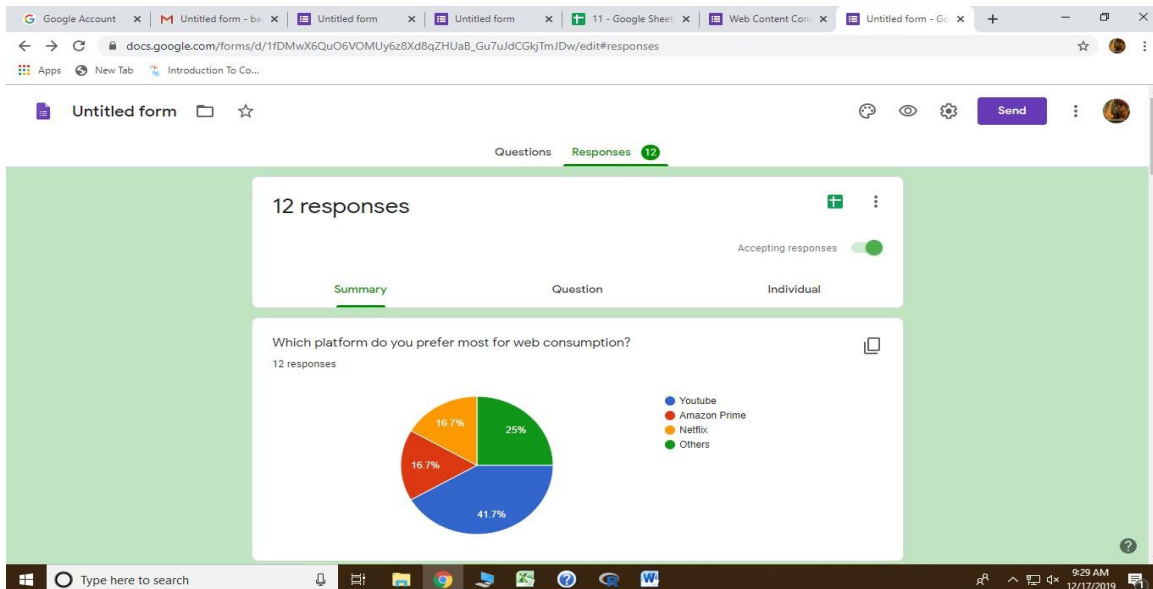 Google Account
Untitled form - ba
Untitled form
Untitled form
11 - Google Sheet
Web Content Con
Untitled form - Go
docs.google.com/forms/d/1fDMwX6QuO6VOMUy6z8Xd8qZHUaB_Gu7uJdCGkjTmJDw/edit#responses
Apps
New Tab
Introduction To Co...
Untitled form
Send
Questions
Responses 12
12 responses
Accepting responses
Summary
Question
Individual
Which platform do you prefer most for web consumption?
12 responses
16.7%
25%
16.7%
41.7%
Youtube
Amazon Prime
Netflix
Others
Type here to search
9:29 AM
12/17/2019